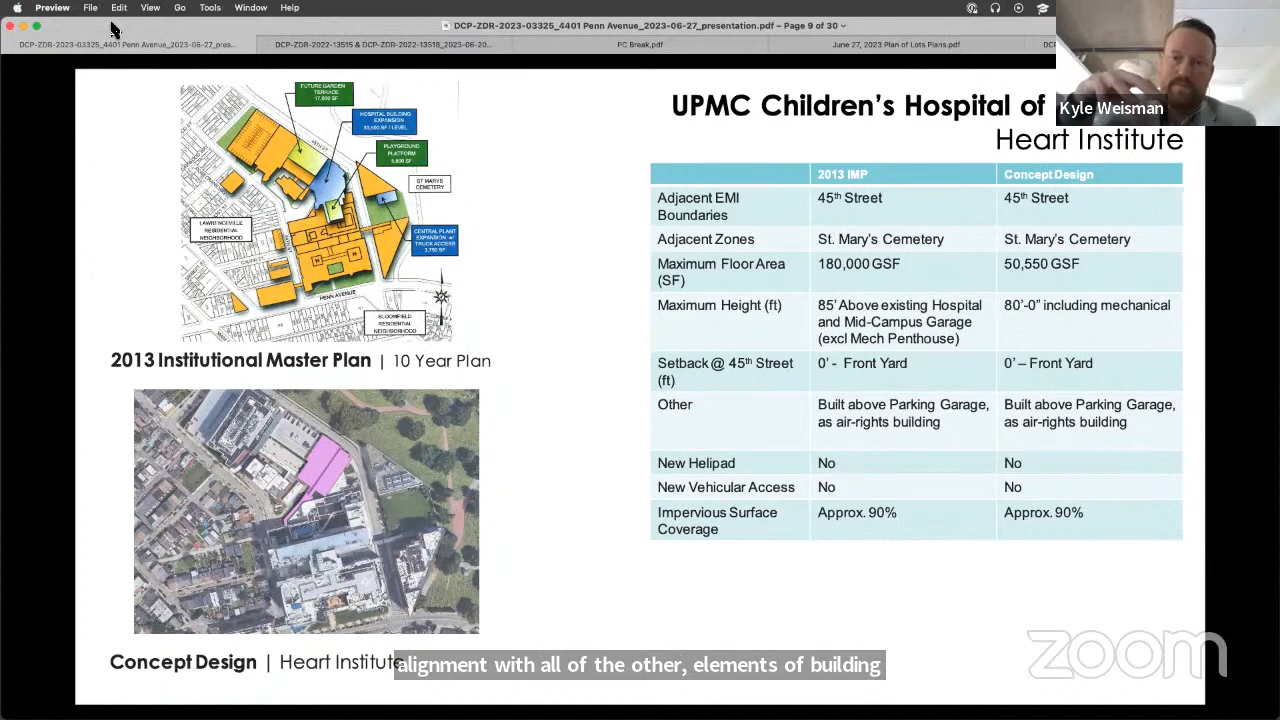 Preview File Edit View Go Tools Window Help
DCP-ZDR-2023-03325_4401 Penn Avenue_2023-06-27_presentation.pdf – Page 9 of 30
DCP-ZDR-2023-03325_4401 Penn Avenue_2023-06-27_pres...
DCP-ZDR-2022-13515 & DCP-ZDR-2022-13518_2023-06-20...
PC Break.pdf
June 27, 2023 Plan of Lots Plans.pdf
Kyle Weisman
UPMC Children's Hospital of
Heart Institute
FUTURE GARDEN
TERRACE
17,000 SF
HOSPITAL BUILDING
EXPANSION
PLAYGROUND
PLATFORM
ST MARYS
CEMETERY
LAWRENCEVILLE
RESIDENTIAL
NEIGHBORHOOD
CENTRAL PLANT
EXPANSION w/
TRUCK ACCESS
3,750 SF
PENN AVENUE
BLOOMFIELD
RESIDENTIAL
NEIGHBORHOOD
2013 Institutional Master Plan | 10 Year Plan
2013 IMP Concept Design
Adjacent EMI Boundaries 45th Street 45th Street
Adjacent Zones St. Mary's Cemetery St. Mary's Cemetery
Maximum Floor Area (SF) 180,000 GSF 50,550 GSF
Maximum Height (ft) 85' Above existing Hospital and Mid-Campus Garage (excl Mech Penthouse) 80'-0" including mechanical
Setback @ 45th Street (ft) 0' - Front Yard 0' – Front Yard
Other Built above Parking Garage, as air-rights building Built above Parking Garage, as air-rights building
New Helipad No No
New Vehicular Access No No
Impervious Surface Coverage Approx. 90% Approx. 90%
Concept Design | Heart Institute
alignment with all of the other, elements of building
zoom